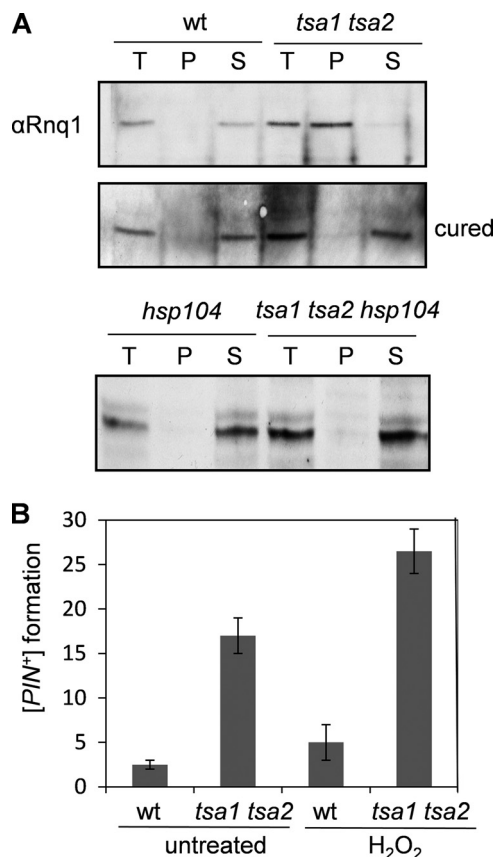 A
wt tsa1 tsa2
T P S T P S
αRnq1
cured
hsp104 tsa1 tsa2 hsp104
T P S T P S
B
[PIN⁺] formation
30
25
20
15
10
5
0
wt tsa1 tsa2 wt tsa1 tsa2
untreated H₂O₂